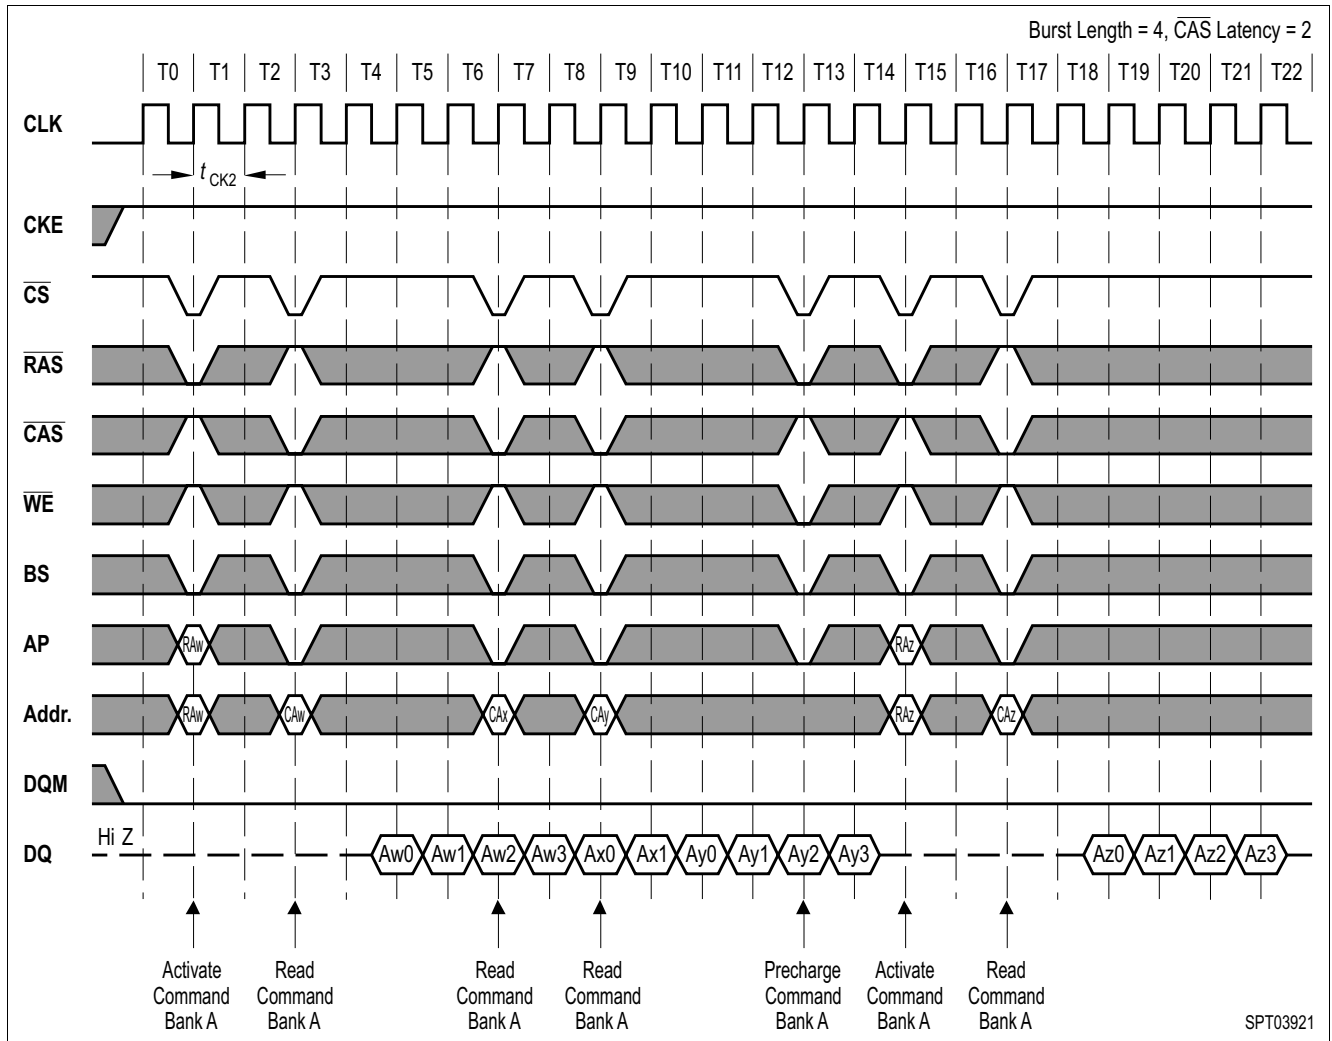 Burst Length = 4, CAS Latency = 2
T0 T1 T2 T3 T4 T5 T6 T7 T8 T9 T10 T11 T12 T13 T14 T15 T16 T17 T18 T19 T20 T21 T22
CLK
t CK2
CKE
CS
RAS
CAS
WE
BS
AP RAw RAz
Addr. RAw CAw CAx CAy RAz CAz
DQM
Hi Z
DQ Aw0 Aw1 Aw2 Aw3 Ax0 Ax1 Ay0 Ay1 Ay2 Ay3 Az0 Az1 Az2 Az3
Activate Read Read Read Precharge Activate Read
Command Command Command Command Command Command Command
Bank A Bank A Bank A Bank A Bank A Bank A Bank A
SPT03921